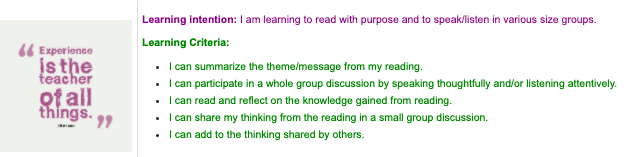 “ Experience
is the
teacher
of all
things. ”
Learning intention: I am learning to read with purpose and to speak/listen in various size groups.
Learning Criteria:
• I can summarize the theme/message from my reading.
• I can participate in a whole group discussion by speaking thoughtfully and/or listening attentively.
• I can read and reflect on the knowledge gained from reading.
• I can share my thinking from the reading in a small group discussion.
• I can add to the thinking shared by others.